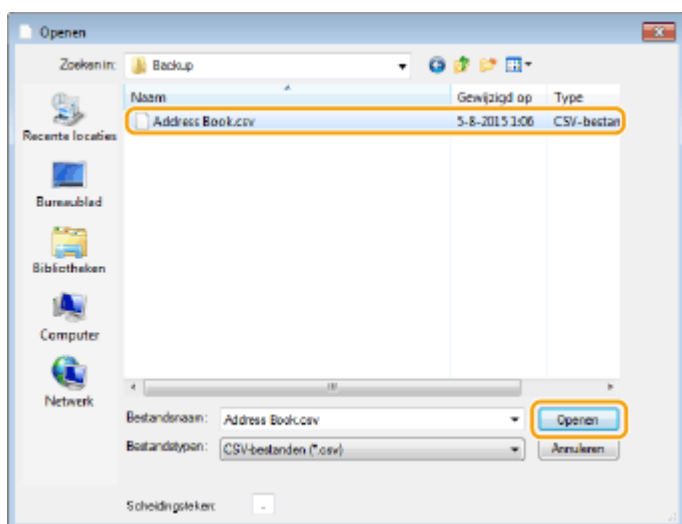 Openen
Zoeken in: Backup
Naam Gewijzigd op Type
Address Book.csv 5-8-2015 1:06 CSV-bestan
Recente locaties
Bureaublad
Bibliotheken
Computer
Netwerk
Bestandsnaam: Address Book.csv Openen
Bestandstypen: CSV-bestanden (*.csv) Annuleren
Scheidingsteken: